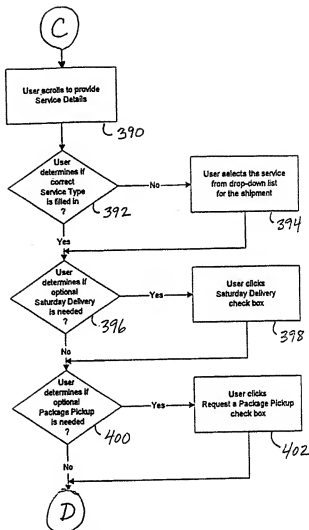 C
User scrolls to provide
Service Details
390
User
determines if
correct
Service Type
is filled in
?
392
No
User selects the service
from drop-down list
for the shipment
394
Yes
User
determines if
optional
Saturday Delivery
is needed
?
396
Yes
User clicks
Saturday Delivery
check box
398
No
User
determines if
optional
Package Pickup
is needed
?
400
Yes
User clicks
Request a Package Pickup
check box
402
No
D